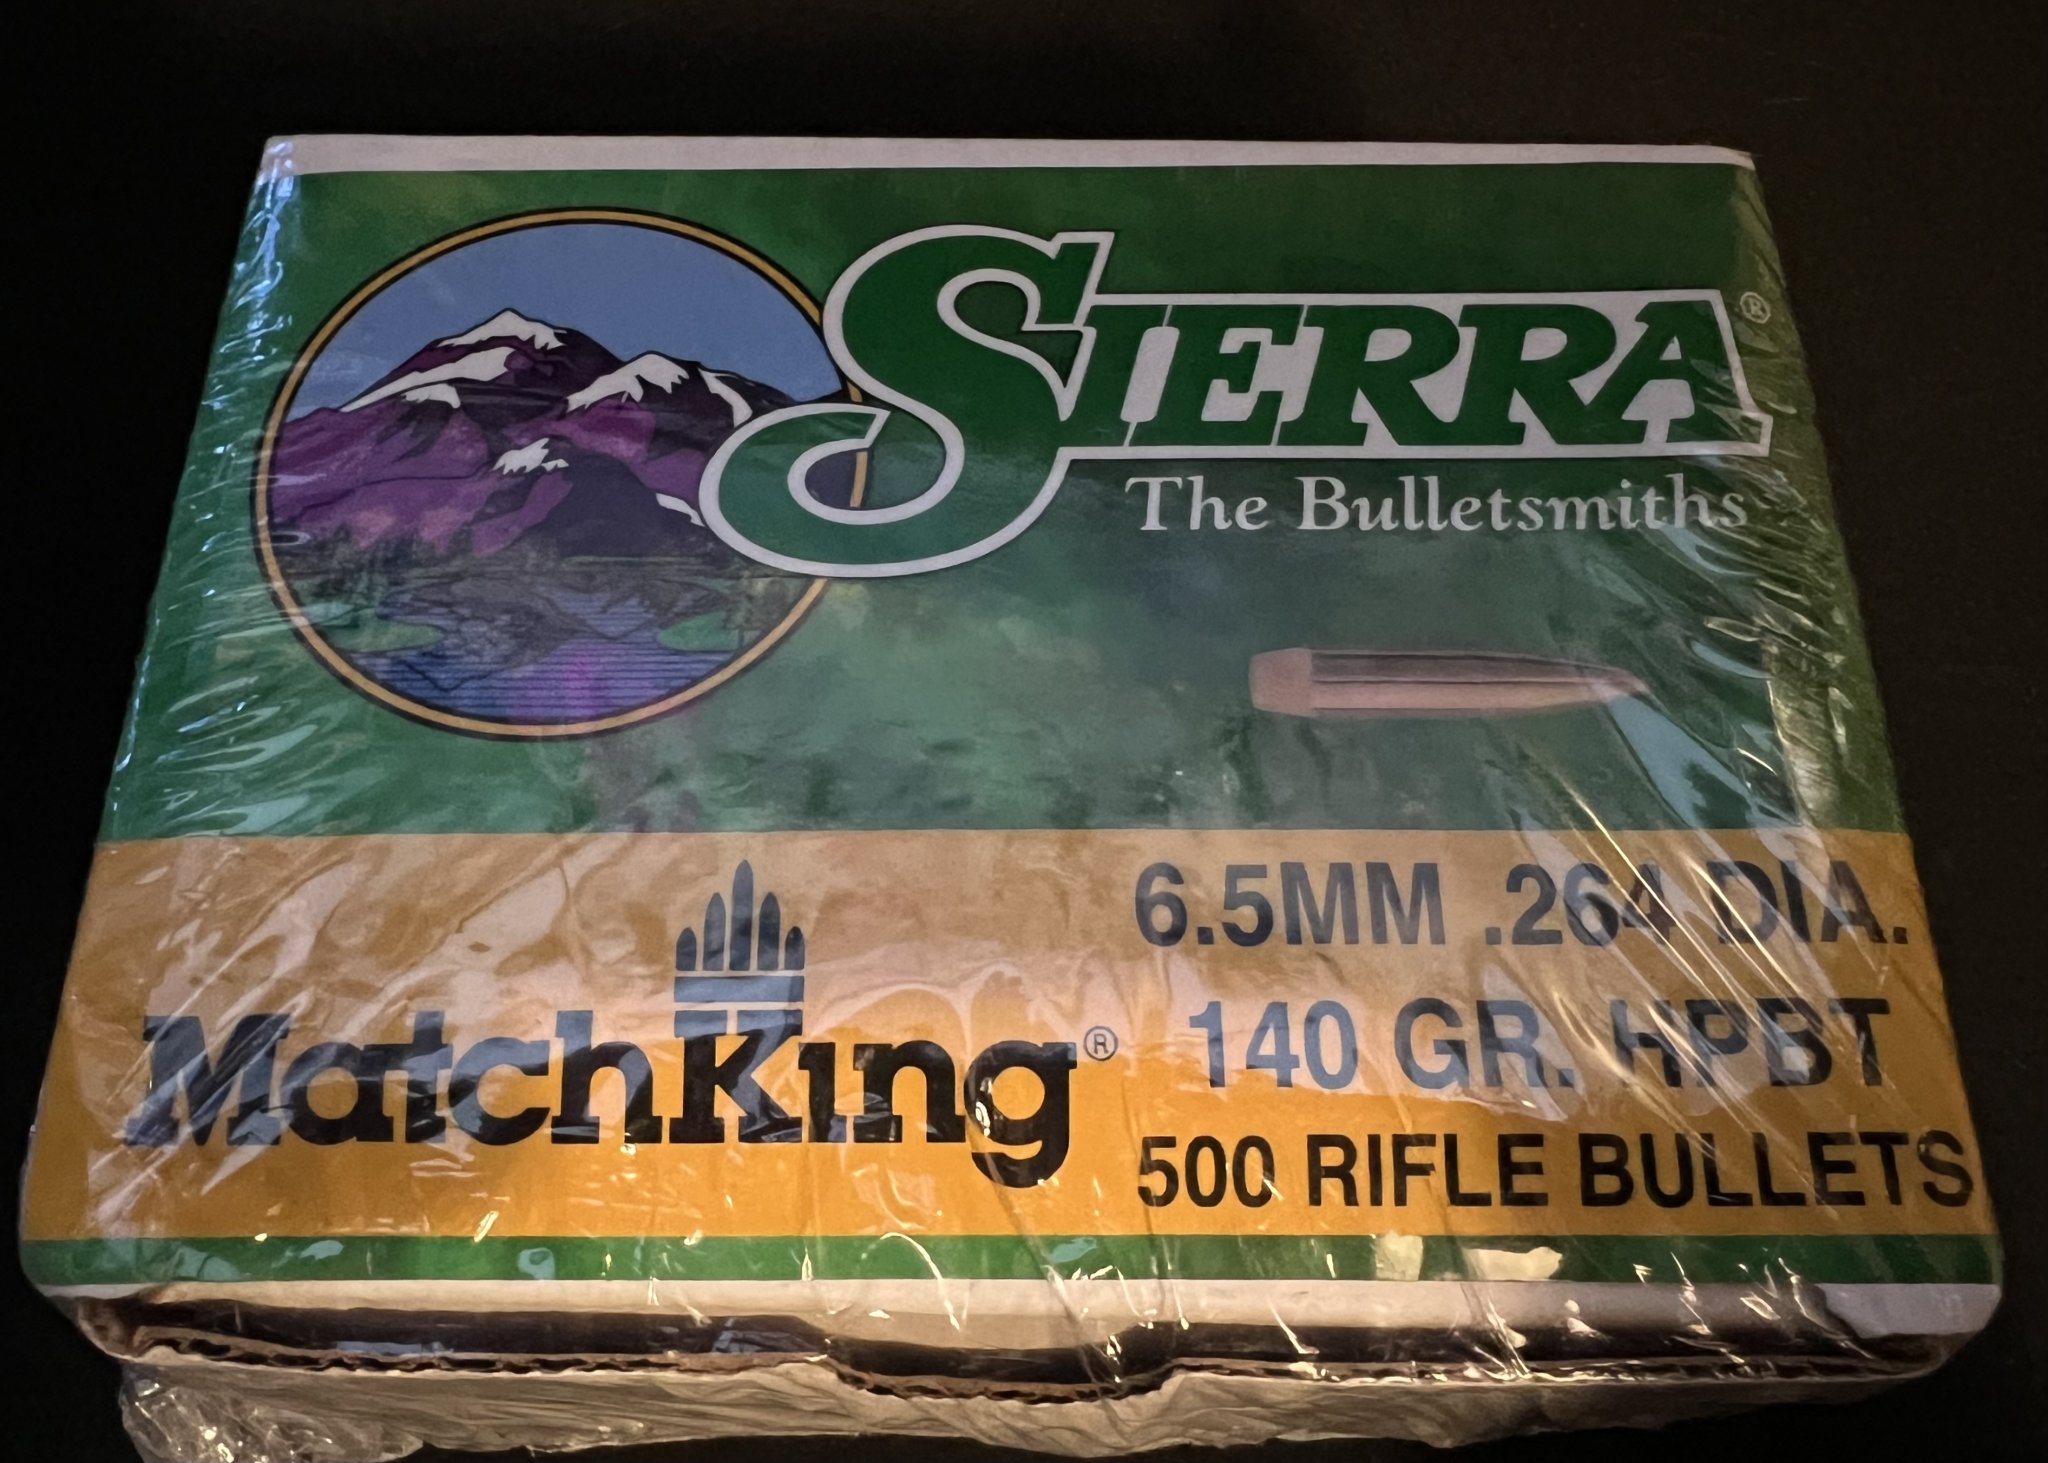 SIERRA®
The Bulletsmiths
6.5MM .264 DIA.
140 GR. HPBT
MatchKing®
500 RIFLE BULLETS